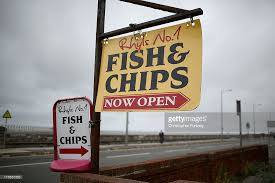 Rhyl's No.1
FISH &
CHIPS
NOW OPEN
Rhyl's No.1
FISH
&
CHIPS
gettyimages
Christopher Furlong